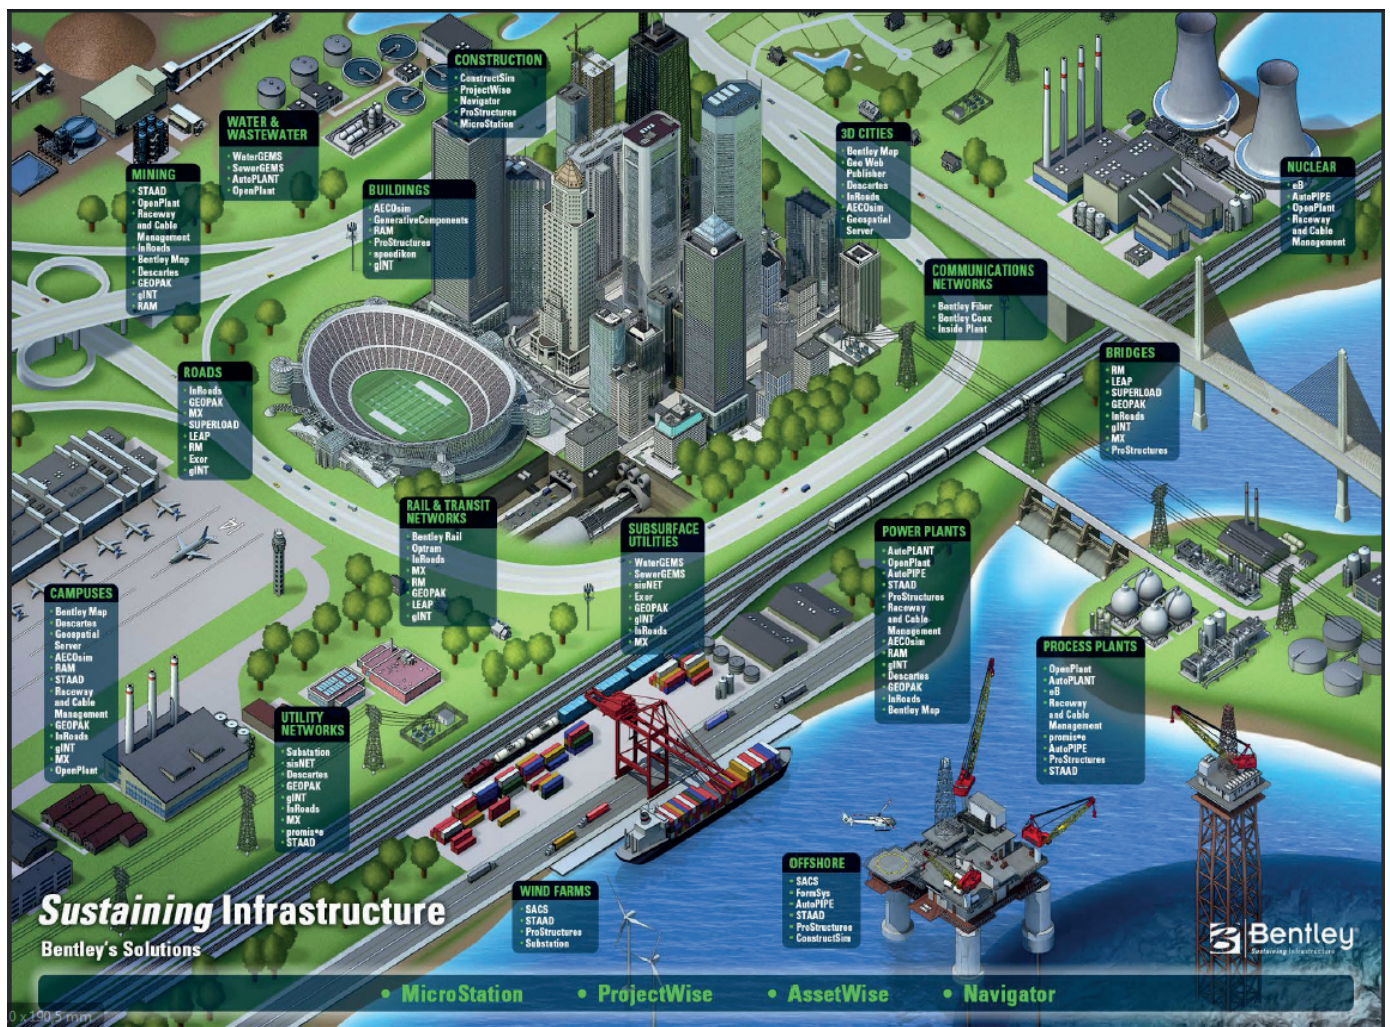 CONSTRUCTION
• ConstructSim
• ProjectWise
• Navigator
• ProStructures
• MicroStation
WATER &
WASTEWATER
• WaterGEMS
• SewerGEMS
• AutoPLANT
• OpenPlant
3D CITIES
• Bentley Map
• Geo Web
Publisher
• Descartes
• InRoads
• AECOsim
• Geospatial
Server
NUCLEAR
• eB
• AutoPIPE
• OpenPlant
• Raceway
and Cable
Management
MINING
• STAAD
• OpenPlant
• Raceway
and Cable
Management
• InRoads
• Bentley Map
• Descartes
• GEOPAK
• gINT
• RAM
BUILDINGS
• AECOsim
• GenerativeComponents
• RAM
• ProStructures
• speedikon
• gINT
COMMUNICATIONS
NETWORKS
• Bentley Fiber
• Bentley Coax
• Inside Plant
BRIDGES
• RM
• LEAP
• SUPERLOAD
• GEOPAK
• InRoads
• gINT
• MX
• ProStructures
ROADS
• InRoads
• GEOPAK
• MX
• SUPERLOAD
• LEAP
• RM
• Exor
• gINT
RAIL & TRANSIT
NETWORKS
• Bentley Rail
• Optram
• InRoads
• MX
• RM
• GEOPAK
• LEAP
• gINT
SUBSURFACE
UTILITIES
• WaterGEMS
• SewerGEMS
• sisNET
• Exor
• GEOPAK
• gINT
• InRoads
• MX
POWER PLANTS
• AutoPLANT
• OpenPlant
• AutoPIPE
• STAAD
• ProStructures
• Raceway
and Cable
Management
• AECOsim
• RAM
• gINT
• Descartes
• GEOPAK
• InRoads
• Bentley Map
CAMPUSES
• Bentley Map
• Descartes
• Geospatial
Server
• AECOsim
• RAM
• STAAD
• Raceway
and Cable
Management
• GEOPAK
• InRoads
• gINT
• MX
• OpenPlant
PROCESS PLANTS
• OpenPlant
• AutoPLANT
• eB
• Raceway
and Cable
Management
• promis•e
• AutoPIPE
• ProStructures
• STAAD
UTILITY
NETWORKS
• Substation
• sisNET
• Descartes
• GEOPAK
• gINT
• InRoads
• MX
• promis•e
• STAAD
OFFSHORE
• SACS
• FormSys
• AutoPIPE
• STAAD
• ProStructures
• ConstructSim
WIND FARMS
• SACS
• STAAD
• ProStructures
• Substation
Sustaining Infrastructure
Bentley's Solutions
Bentley
Sustaining Infrastructure
• MicroStation • ProjectWise • AssetWise • Navigator
0 x 190,5 mm